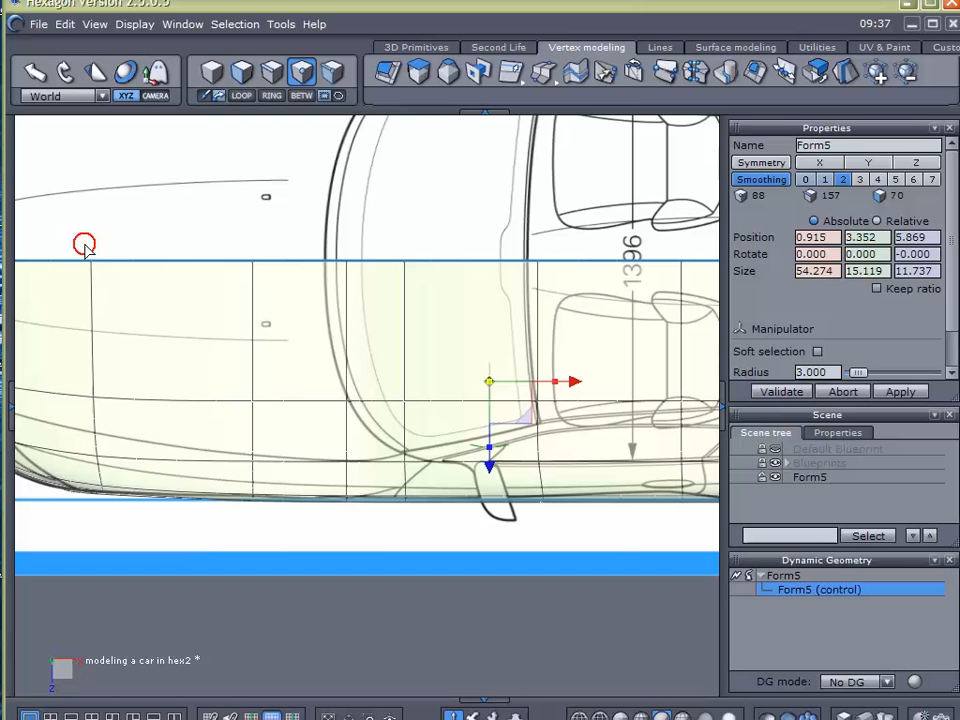 Hexagon Version 2.5.0.5
File Edit View Display Window Selection Tools Help 09:37
3D Primitives Second Life Vertex modeling Lines Surface modeling Utilities UV & Paint Custo
World XYZ CAMERA LOOP RING BETW
Properties
Name Form5
Symmetry X Y Z
Smoothing 0 1 2 3 4 5 6 7
88 157 70
Absolute Relative
Position 0.915 3.352 5.869
Rotate 0.000 0.000 -0.000
Size 54.274 15.119 11.737
Keep ratio
Manipulator
Soft selection
Radius 3.000
Validate Abort Apply
Scene
Scene tree Properties
Default Blueprint
Blueprints
Form5
Select
Dynamic Geometry
Form5
Form5 (control)
DG mode: No DG
1396
modeling a car in hex2 *
Z